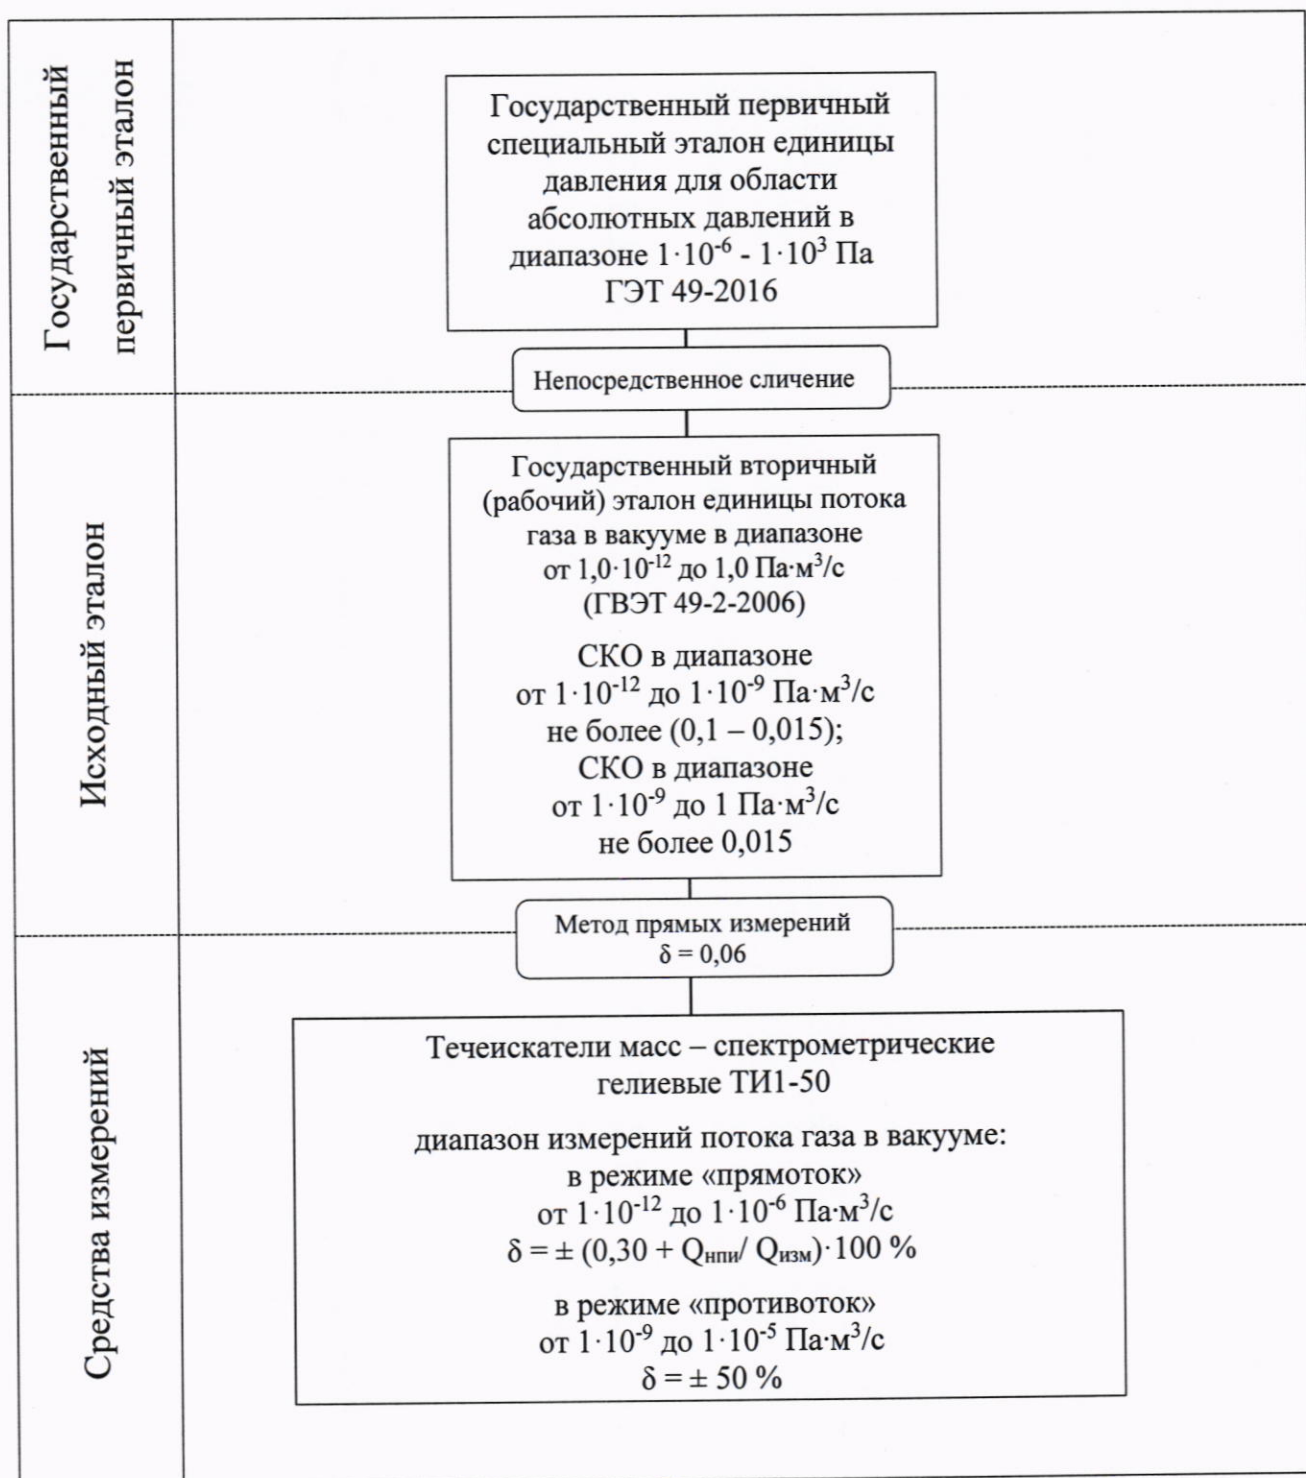 Государственный
первичный эталон
Государственный первичный
специальный эталон единицы
давления для области
абсолютных давлений в
диапазоне 1·10⁻⁶ - 1·10³ Па
ГЭТ 49-2016
Непосредственное сличение
Исходный эталон
Государственный вторичный
(рабочий) эталон единицы потока
газа в вакууме в диапазоне
от 1,0·10⁻¹² до 1,0 Па·м³/с
(ГВЭТ 49-2-2006)
СКО в диапазоне
от 1·10⁻¹² до 1·10⁻⁹ Па·м³/с
не более (0,1 – 0,015);
СКО в диапазоне
от 1·10⁻⁹ до 1 Па·м³/с
не более 0,015
Метод прямых измерений
δ = 0,06
Средства измерений
Течеискатели масс – спектрометрические
гелиевые ТИ1-50
диапазон измерений потока газа в вакууме:
в режиме «прямоток»
от 1·10⁻¹² до 1·10⁻⁶ Па·м³/с
δ = ± (0,30 + Qнпи/ Qизм)·100 %
в режиме «противоток»
от 1·10⁻⁹ до 1·10⁻⁵ Па·м³/с
δ = ± 50 %